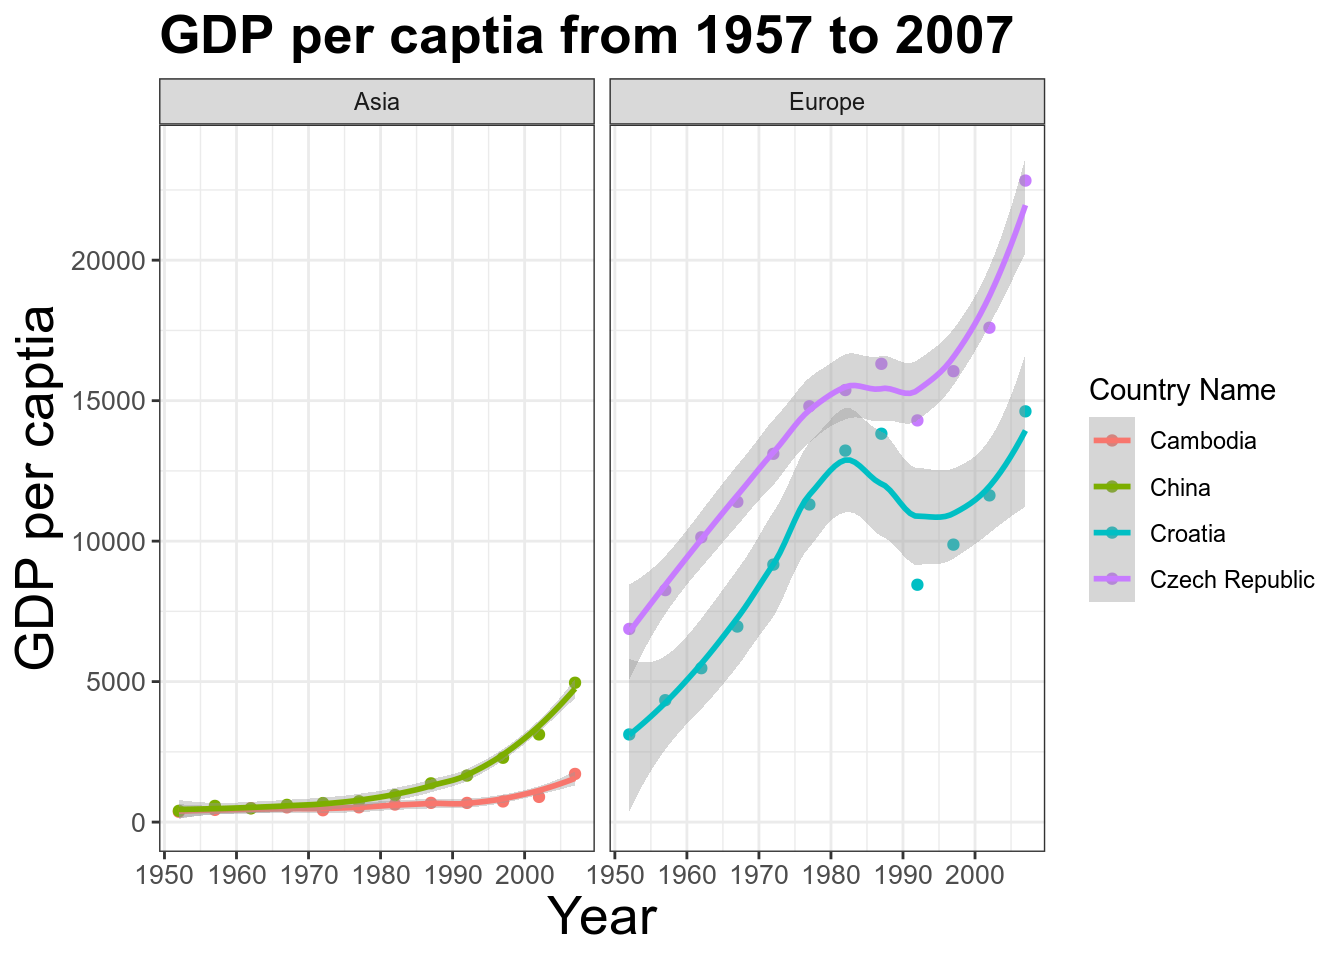 GDP per captia from 1957 to 2007
Asia
Europe
GDP per captia
20000
15000
10000
5000
0
1950 1960 1970 1980 1990 2000
1950 1960 1970 1980 1990 2000
Year
Country Name
Cambodia
China
Croatia
Czech Republic